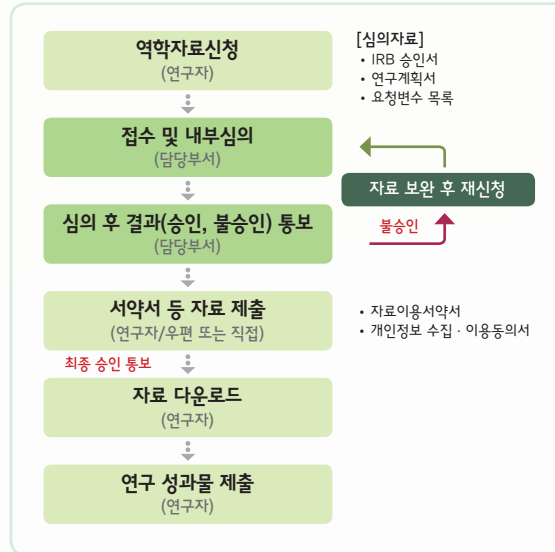 역학자료신청
(연구자)
[심의자료]
• IRB 승인서
• 연구계획서
• 요청변수 목록
접수 및 내부심의
(담당부서)
자료 보완 후 재신청
심의 후 결과(승인, 불승인) 통보
(담당부서)
불승인
서약서 등 자료 제출
(연구자/우편 또는 직접)
• 자료이용서약서
• 개인정보 수집 · 이용동의서
최종 승인 통보
자료 다운로드
(연구자)
연구 성과물 제출
(연구자)